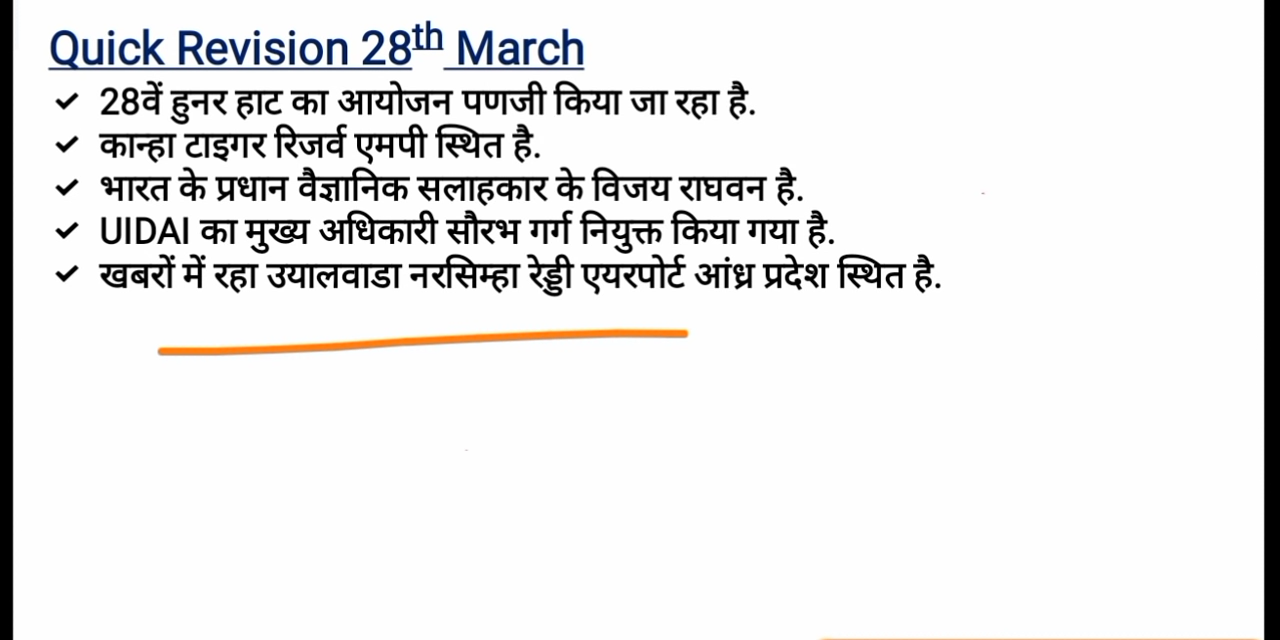 Quick Revision 28th March
✓ 28वें हुनर हाट का आयोजन पणजी किया जा रहा है.
✓ कान्हा टाइगर रिजर्व एमपी स्थित है.
✓ भारत के प्रधान वैज्ञानिक सलाहकार के विजय राघवन है.
✓ UIDAI का मुख्य अधिकारी सौरभ गर्ग नियुक्त किया गया है.
✓ खबरों में रहा उयालवाडा नरसिम्हा रेड्डी एयरपोर्ट आंध्र प्रदेश स्थित है.